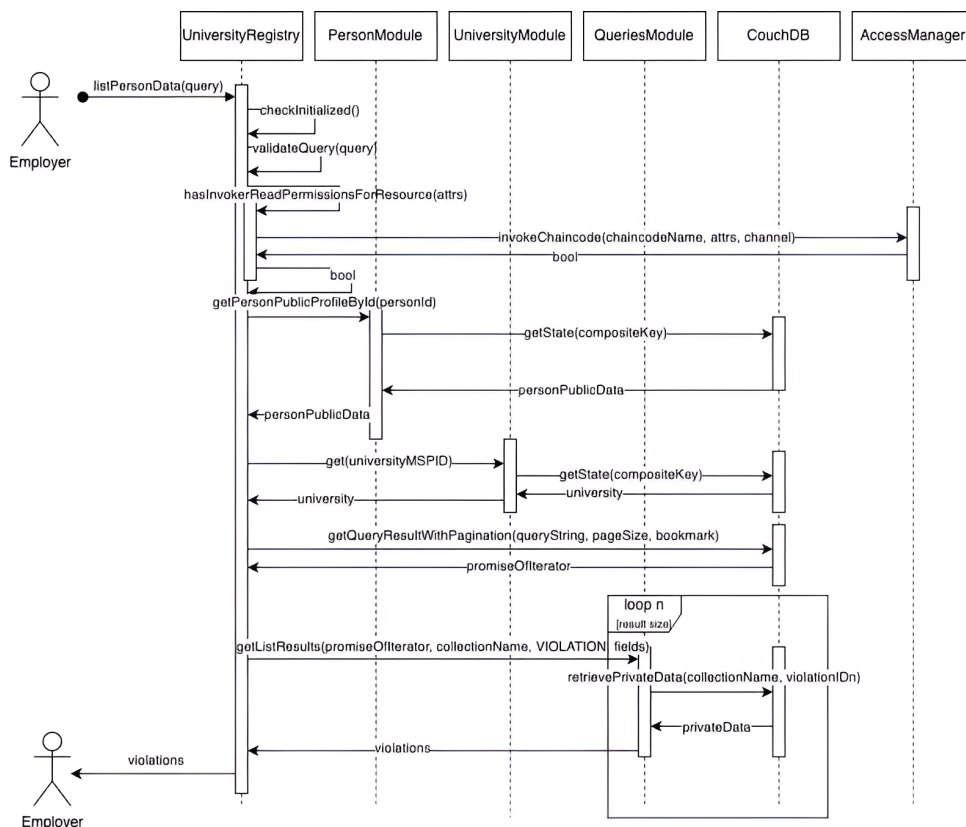 UniversityRegistry
PersonModule
UniversityModule
QueriesModule
CouchDB
AccessManager
listPersonData(query)
checkInitialized()
Employer
validateQuery(query)
hasInvokerReadPermissionsForResource(attrs)
invokeChaincode(chaincodeName, attrs, channel)
bool
bool
getPersonPublicProfileById(personId)
getState(compositeKey)
personPublicData
personPublicData
get(universityMSPID)
getState(compositeKey)
university
university
getQueryResultWithPagination(queryString, pageSize, bookmark)
promiseOfIterator
loop n
[result size]
getListResults(promiseOfIterator, collectionName, VIOLATION, fields)
retrievePrivateData(collectionName, violationIDn)
privateData
violations
violations
Employer